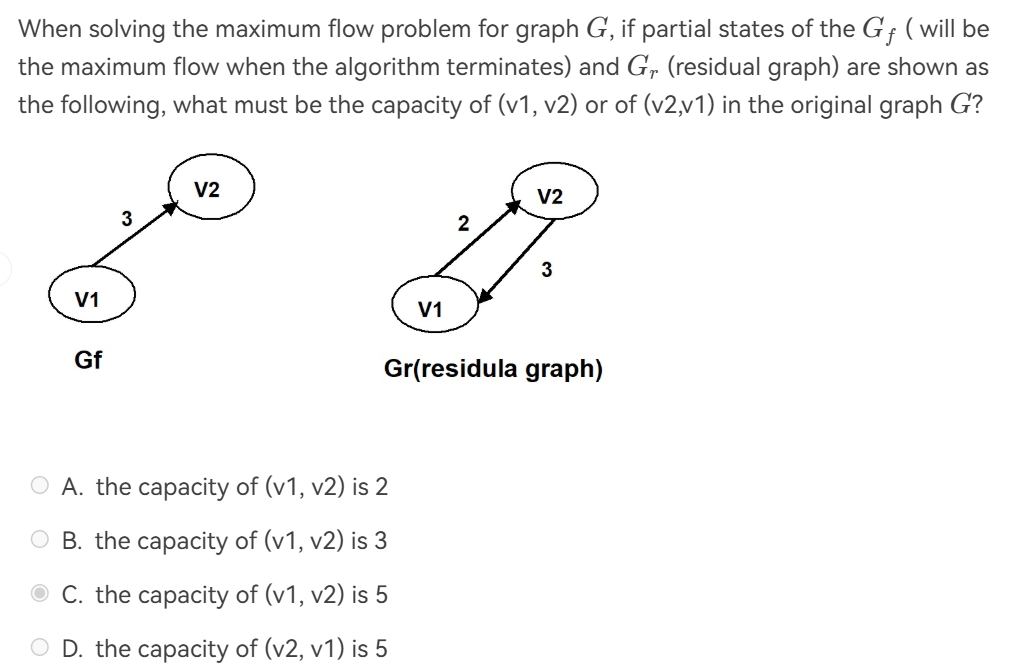 When solving the maximum flow problem for graph G, if partial states of the G_f ( will be
the maximum flow when the algorithm terminates) and G_r (residual graph) are shown as
the following, what must be the capacity of (v1, v2) or of (v2,v1) in the original graph G?
V2
3
V1
Gf
V2
2
3
V1
Gr(residula graph)
A. the capacity of (v1, v2) is 2
B. the capacity of (v1, v2) is 3
C. the capacity of (v1, v2) is 5
D. the capacity of (v2, v1) is 5